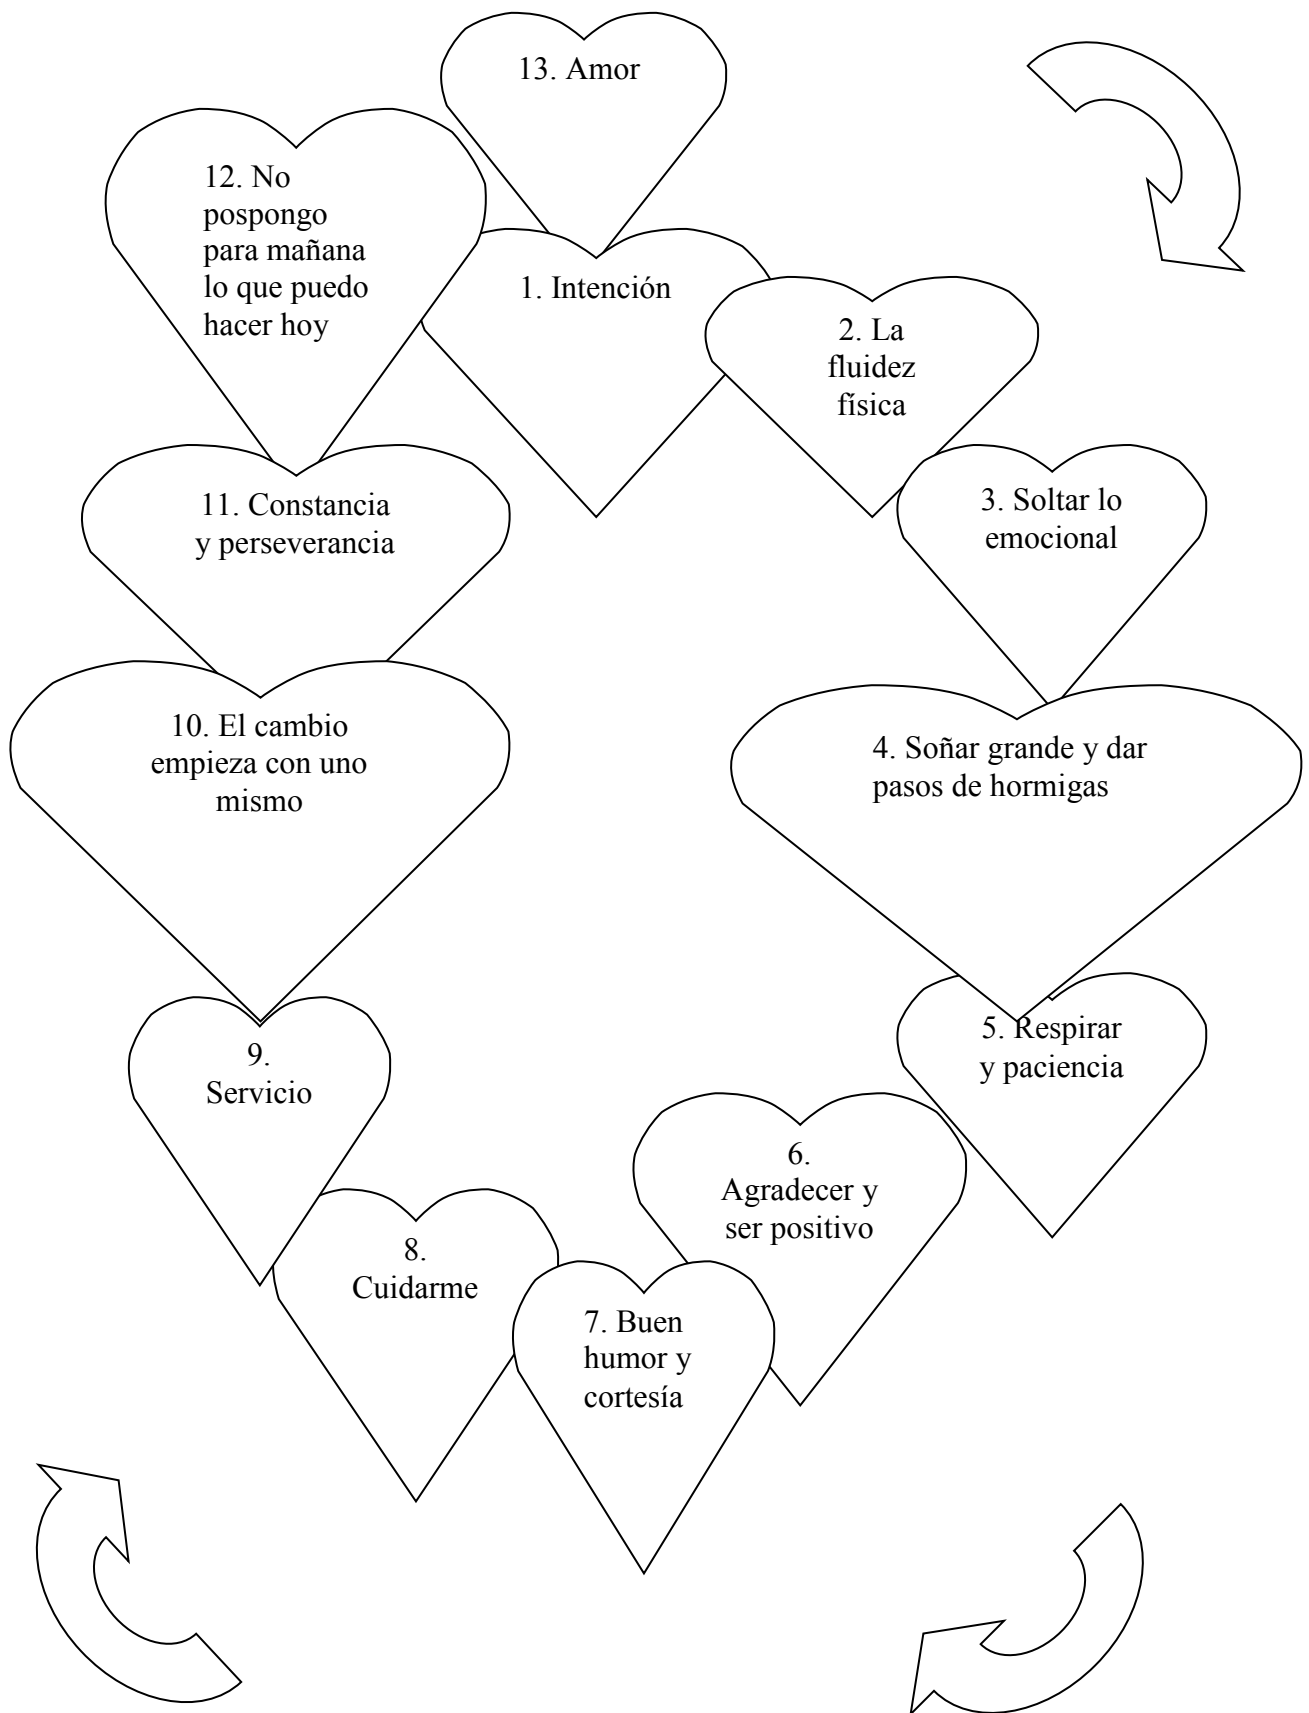 13. Amor
12. No
pospongo
para mañana
lo que puedo
hacer hoy
1. Intención
2. La
fluidez
física
3. Soltar lo
emocional
11. Constancia
y perseverancia
10. El cambio
empieza con uno
mismo
4. Soñar grande y dar
pasos de hormigas
9.
Servicio
5. Respirar
y paciencia
6.
Agradecer y
ser positivo
8.
Cuidarme
7. Buen
humor y
cortesía